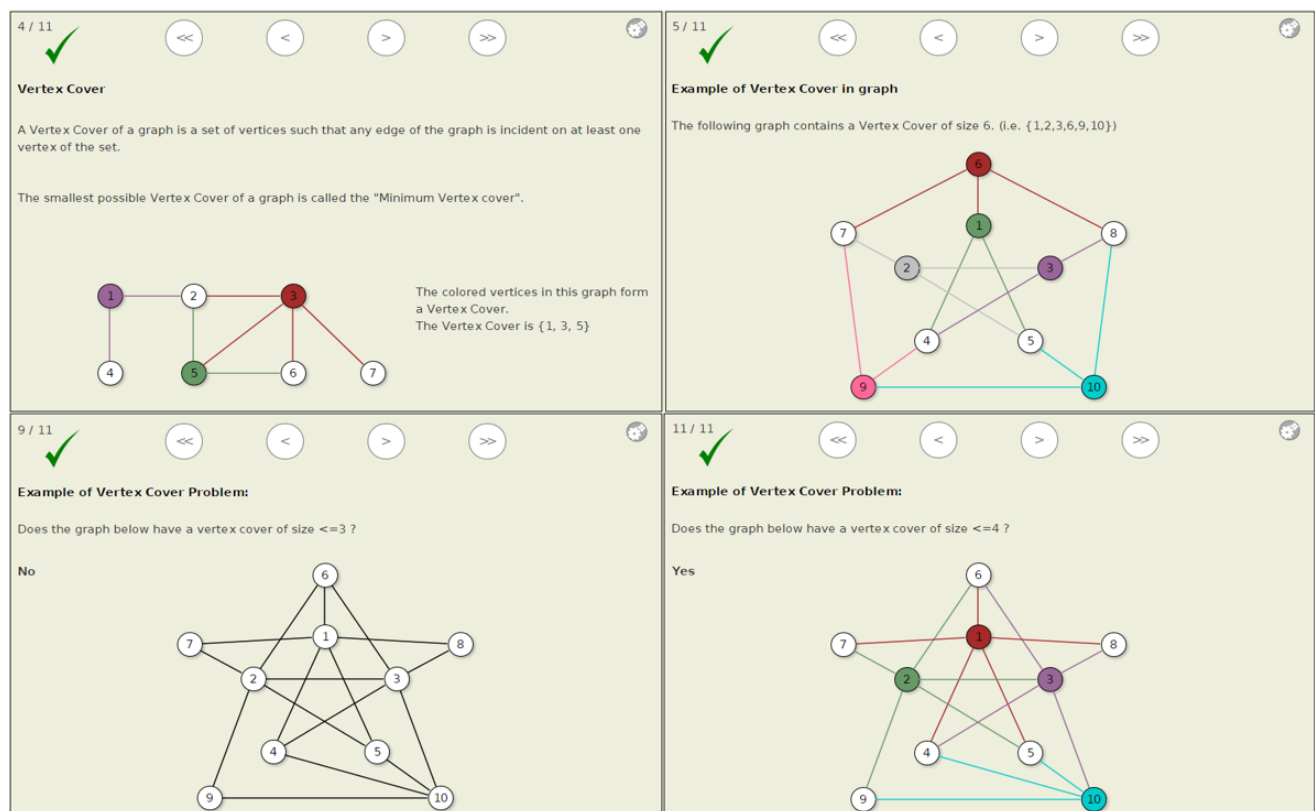 4 / 11
<< < > >>
Vertex Cover
A Vertex Cover of a graph is a set of vertices such that any edge of the graph is incident on at least one
vertex of the set.
The smallest possible Vertex Cover of a graph is called the "Minimum Vertex cover".
1 2 3
The colored vertices in this graph form
a Vertex Cover.
The Vertex Cover is {1, 3, 5}
4 5 6 7
5 / 11
<< < > >>
Example of Vertex Cover in graph
The following graph contains a Vertex Cover of size 6. (i.e. {1,2,3,6,9,10})
6
1
7 8
2 3
4 5
9 10
9 / 11
<< < > >>
Example of Vertex Cover Problem:
Does the graph below have a vertex cover of size <=3 ?
No
6
1
7 8
2 3
4 5
9 10
11 / 11
<< < > >>
Example of Vertex Cover Problem:
Does the graph below have a vertex cover of size <=4 ?
Yes
6
1
7 8
2 3
4 5
9 10